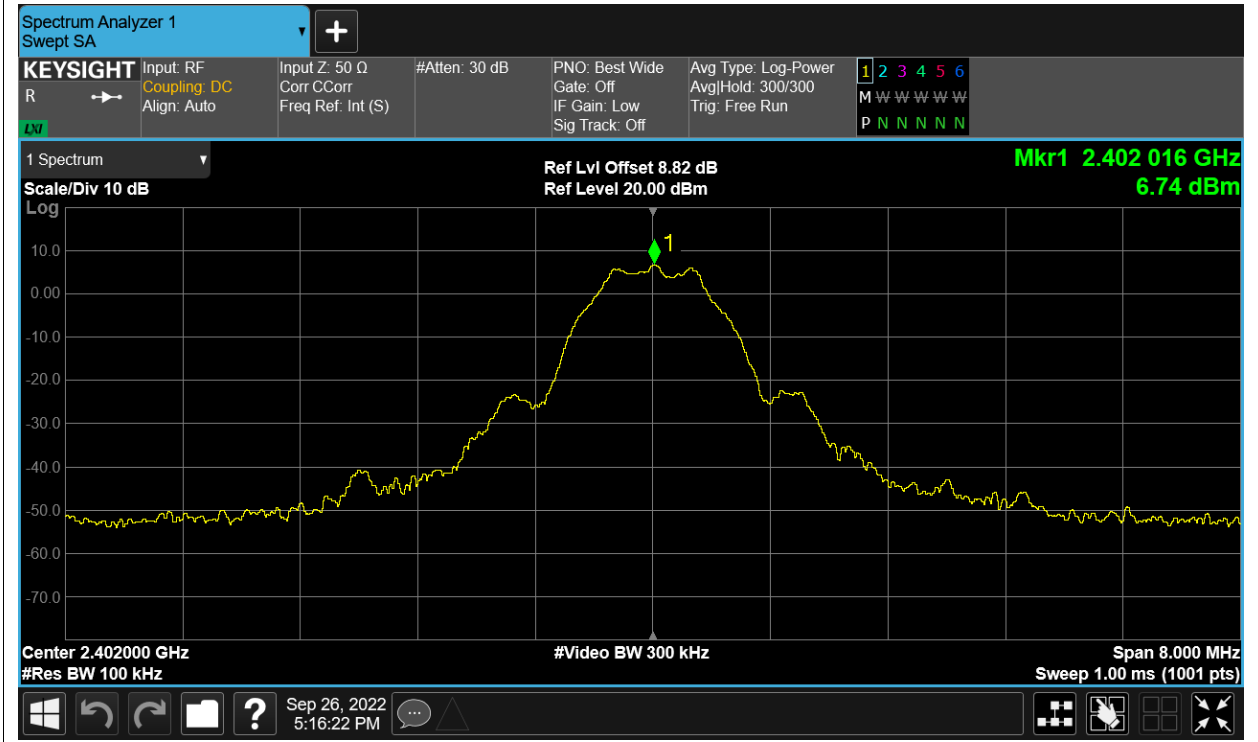 Spectrum Analyzer 1
Swept SA
KEYSIGHT
R
LXI
Input: RF
Coupling: DC
Align: Auto
Input Z: 50 Ω
Corr CCorr
Freq Ref: Int (S)
#Atten: 30 dB
PNO: Best Wide
Gate: Off
IF Gain: Low
Sig Track: Off
Avg Type: Log-Power
Avg|Hold: 300/300
Trig: Free Run
1 2 3 4 5 6
M W W W W W
P N N N N N
1 Spectrum
Scale/Div 10 dB
Log
Ref Lvl Offset 8.82 dB
Ref Level 20.00 dBm
Mkr1 2.402 016 GHz
6.74 dBm
1
10.0
0.00
-10.0
-20.0
-30.0
-40.0
-50.0
-60.0
-70.0
Center 2.402000 GHz
#Res BW 100 kHz
#Video BW 300 kHz
Span 8.000 MHz
Sweep 1.00 ms (1001 pts)
?
Sep 26, 2022
5:16:22 PM